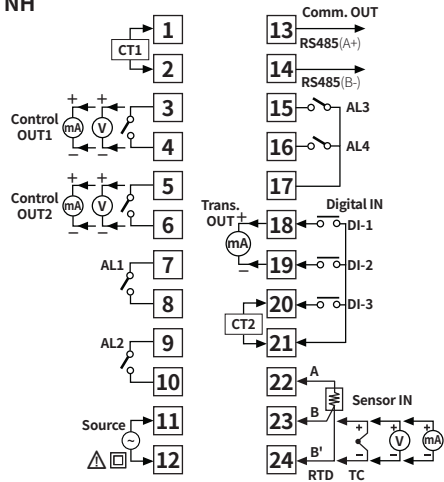 NH
CT1
1
2
Control
OUT1
+ +
mA V
− −
3
4
Control
OUT2
+ +
mA V
− −
5
6
AL1
7
8
AL2
9
10
Source
11
12
13
Comm. OUT
RS485(A+)
14
RS485(B-)
15
AL3
16
AL4
17
Trans.
OUT
+
mA
−
Digital IN
18
DI-1
19
DI-2
20
DI-3
CT2
21
22
A
Sensor IN
23
B
24
B'
+ + +
V mA
− − −
RTD TC